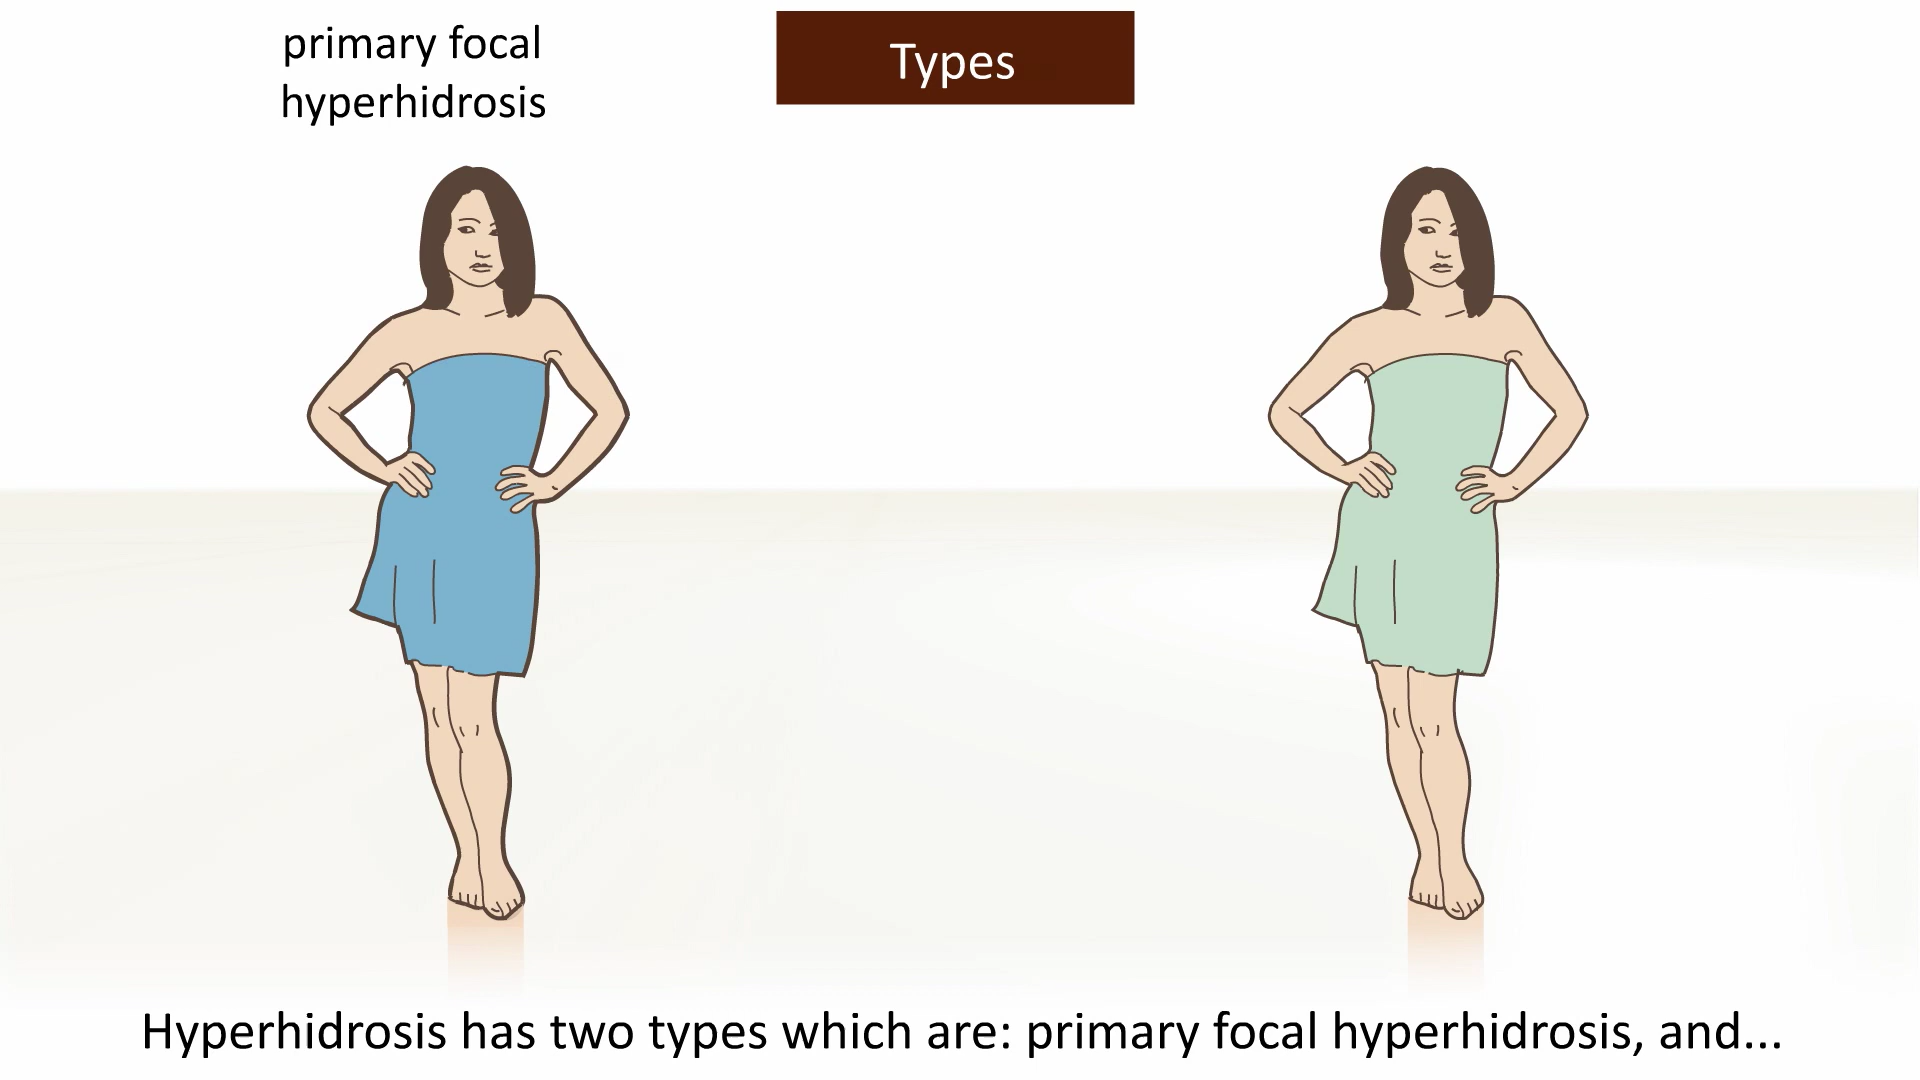 primary focal
hyperhidrosis
Types
Hyperhidrosis has two types which are: primary focal hyperhidrosis, and...